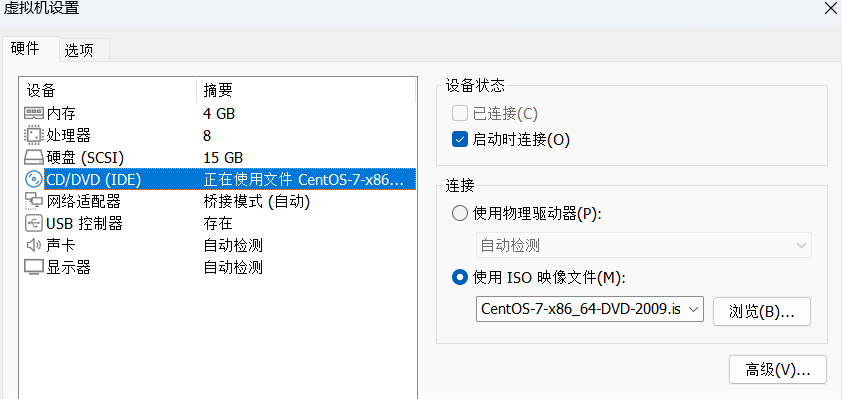 虚拟机设置
硬件 选项
设备 摘要
内存 4 GB
处理器 8
硬盘 (SCSI) 15 GB
CD/DVD (IDE) 正在使用文件 CentOS-7-x86...
网络适配器 桥接模式 (自动)
USB 控制器 存在
声卡 自动检测
显示器 自动检测
设备状态
已连接(C)
启动时连接(O)
连接
使用物理驱动器(P):
自动检测
使用 ISO 映像文件(M):
CentOS-7-x86_64-DVD-2009.is 浏览(B)...
高级(V)...